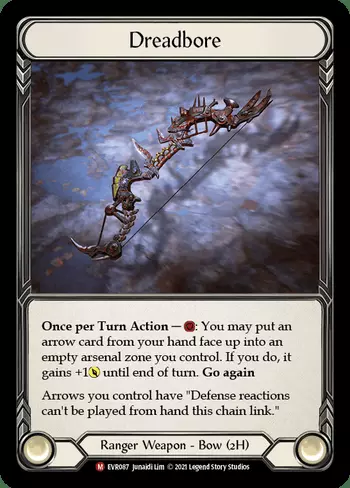 Dreadbore
Once per Turn Action — : You may put an
arrow card from your hand face up into an
empty arsenal zone you control. If you do, it
gains +1 until end of turn. Go again
Arrows you control have "Defense reactions
can't be played from hand this chain link."
Ranger Weapon - Bow (2H)
M EVR087 Junaidi Lim © 2021 Legend Story Studios